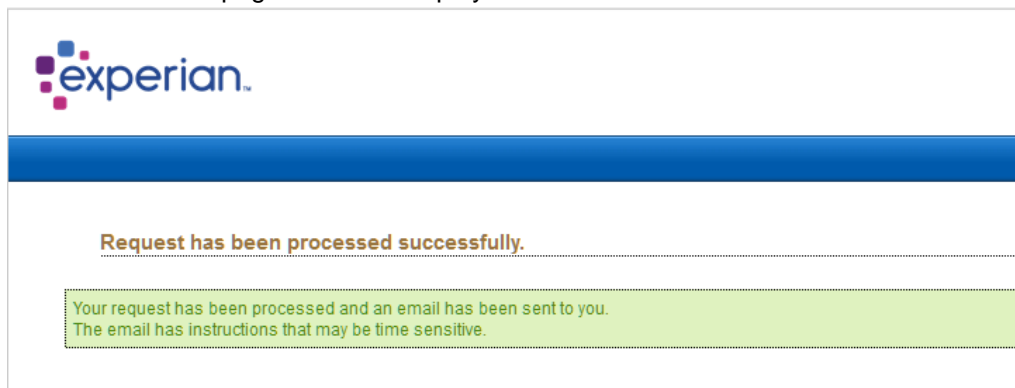 experian™
Request has been processed successfully.
Your request has been processed and an email has been sent to you.
The email has instructions that may be time sensitive.